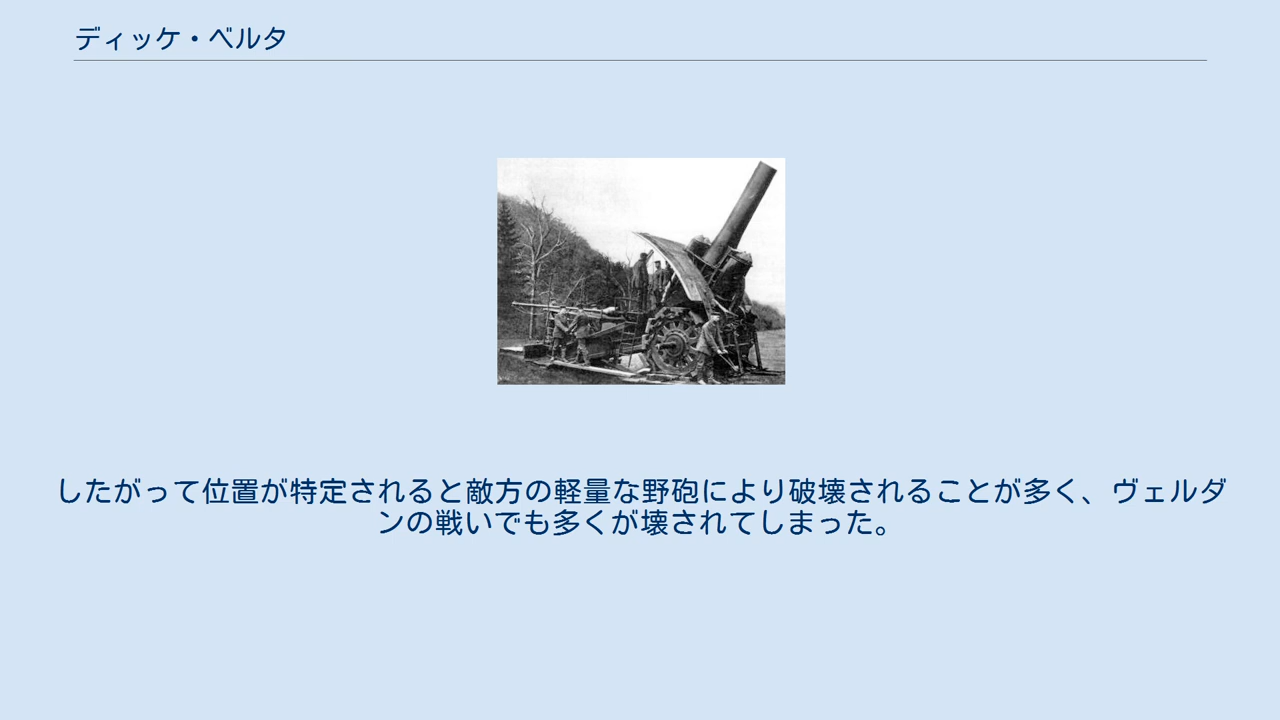 ディッケ・ベルタ
したがって位置が特定されると敵方の軽量な野砲により破壊されることが多く、ヴェルダ
ンの戦いでも多くが壊されてしまった。